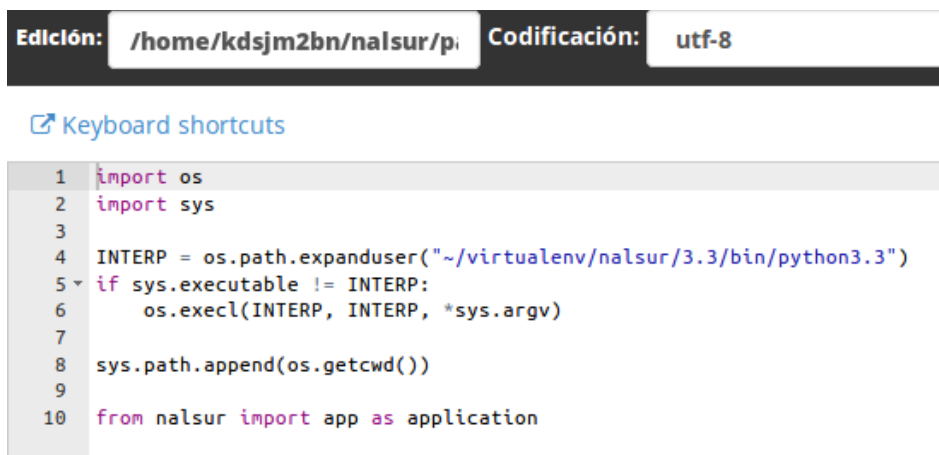 Edición: /home/kdsjm2bn/nalsur/pa Codificación: utf-8
Keyboard shortcuts
1 import os
2 import sys
3
4 INTERP = os.path.expanduser("~/virtualenv/nalsur/3.3/bin/python3.3")
5 if sys.executable != INTERP:
6     os.execl(INTERP, INTERP, *sys.argv)
7
8 sys.path.append(os.getcwd())
9
10 from nalsur import app as application